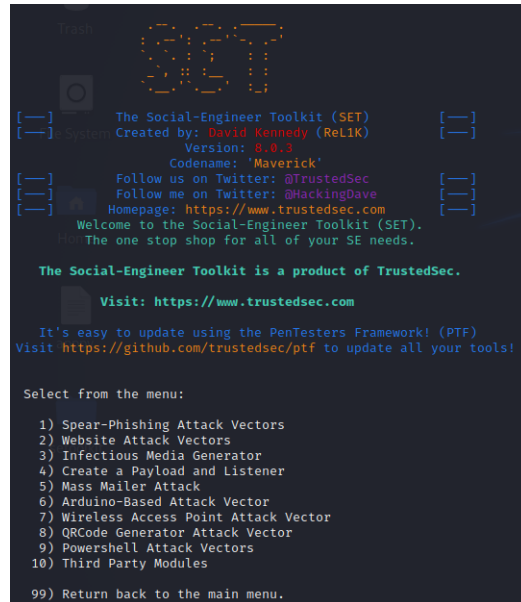 Trash
SET
[---] The Social-Engineer Toolkit (SET) [---]
[---] Created by: David Kennedy (ReL1K) [---]
Version: 8.0.3
Codename: 'Maverick'
[---] Follow us on Twitter: @TrustedSec [---]
[---] Follow me on Twitter: @HackingDave [---]
[---] Homepage: https://www.trustedsec.com [---]
Welcome to the Social-Engineer Toolkit (SET).
The one stop shop for all of your SE needs.
The Social-Engineer Toolkit is a product of TrustedSec.
Visit: https://www.trustedsec.com
It's easy to update using the PenTesters Framework! (PTF)
Visit https://github.com/trustedsec/ptf to update all your tools!
Select from the menu:
1) Spear-Phishing Attack Vectors
2) Website Attack Vectors
3) Infectious Media Generator
4) Create a Payload and Listener
5) Mass Mailer Attack
6) Arduino-Based Attack Vector
7) Wireless Access Point Attack Vector
8) QRCode Generator Attack Vector
9) Powershell Attack Vectors
10) Third Party Modules
99) Return back to the main menu.